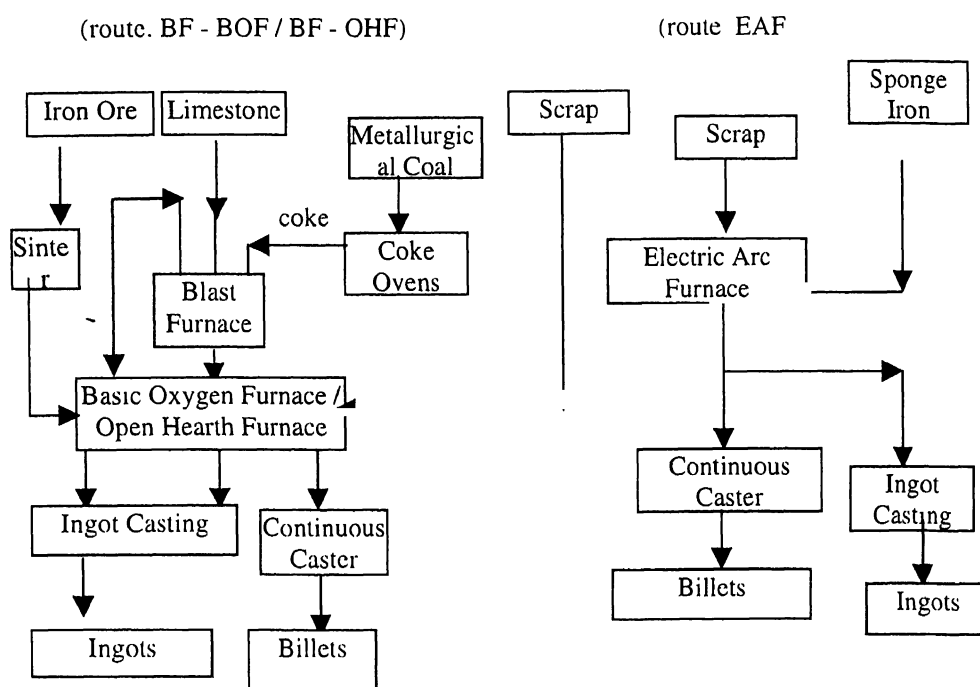 (route. BF - BOF / BF - OHF)
(route EAF)
Iron Ore
Limestone
Metallurgic
al Coal
Scrap
Scrap
Sponge
Iron
coke
Sinte
r
Coke
Ovens
Blast
Furnace
Electric Arc
Furnace
Basic Oxygen Furnace /
Open Hearth Furnace
Ingot Casting
Continuous
Caster
Continuous
Caster
Ingot
Casting
Ingots
Billets
Billets
Ingots